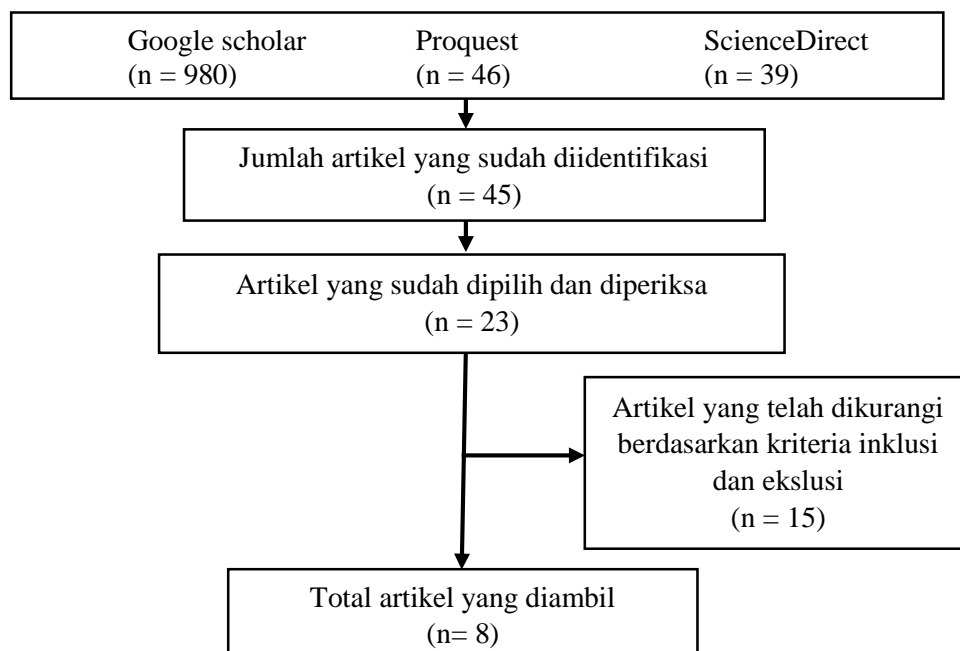 Google scholar Proquest ScienceDirect
(n = 980) (n = 46) (n = 39)
Jumlah artikel yang sudah diidentifikasi
(n = 45)
Artikel yang sudah dipilih dan diperiksa
(n = 23)
Artikel yang telah dikurangi
berdasarkan kriteria inklusi
dan ekslusi
(n = 15)
Total artikel yang diambil
(n= 8)